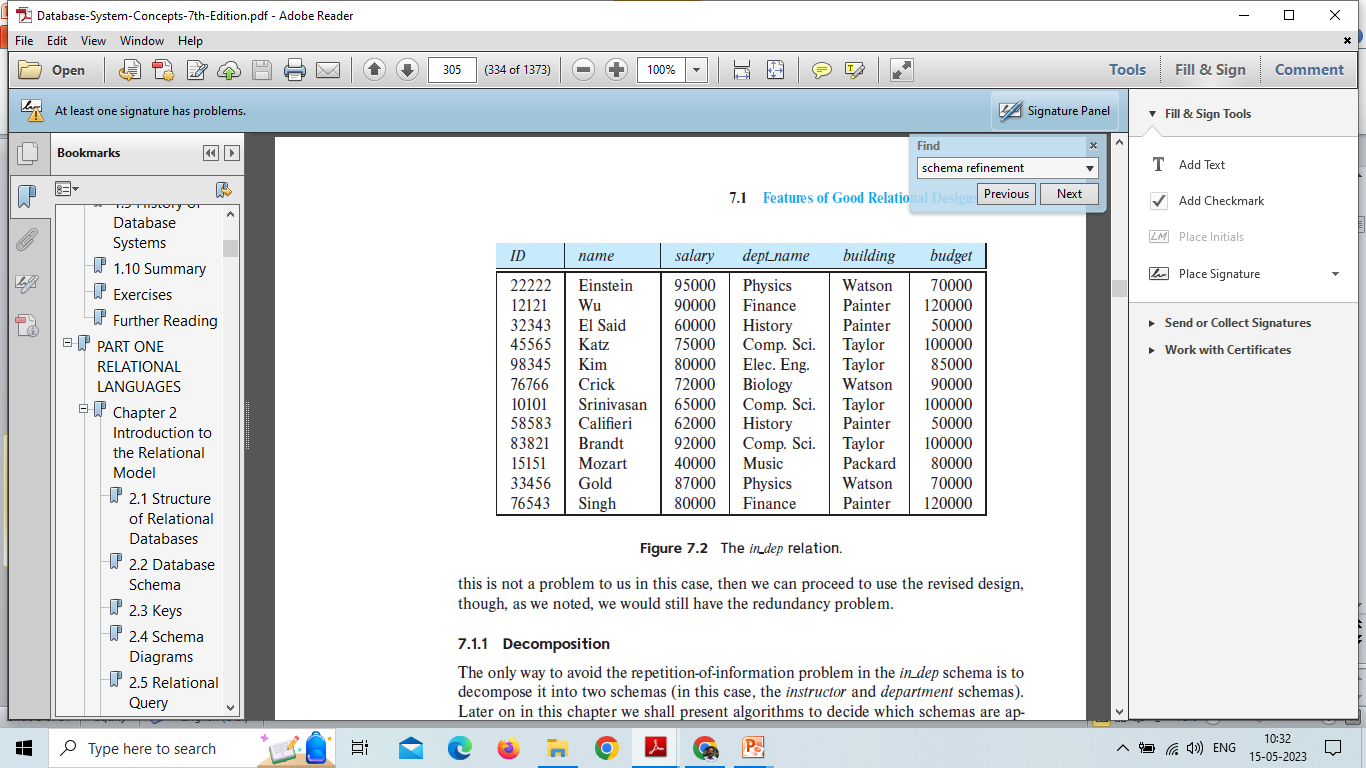 Database-System-Concepts-7th-Edition.pdf - Adobe Reader
File Edit View Window Help
Open 305 (334 of 1373) 100% Tools Fill & Sign Comment
At least one signature has problems. Signature Panel
Bookmarks
1.9 History of
Database
Systems
1.10 Summary
Exercises
Further Reading
PART ONE
RELATIONAL
LANGUAGES
Chapter 2
Introduction to
the Relational
Model
2.1 Structure
of Relational
Databases
2.2 Database
Schema
2.3 Keys
2.4 Schema
Diagrams
2.5 Relational
Query
Find
schema refinement
Previous Next
7.1 Features of Good Relational Designs
ID name salary dept_name building budget
22222 Einstein 95000 Physics Watson 70000
12121 Wu 90000 Finance Painter 120000
32343 El Said 60000 History Painter 50000
45565 Katz 75000 Comp. Sci. Taylor 100000
98345 Kim 80000 Elec. Eng. Taylor 85000
76766 Crick 72000 Biology Watson 90000
10101 Srinivasan 65000 Comp. Sci. Taylor 100000
58583 Califieri 62000 History Painter 50000
83821 Brandt 92000 Comp. Sci. Taylor 100000
15151 Mozart 40000 Music Packard 80000
33456 Gold 87000 Physics Watson 70000
76543 Singh 80000 Finance Painter 120000
Figure 7.2 The in_dep relation.
this is not a problem to us in this case, then we can proceed to use the revised design,
though, as we noted, we would still have the redundancy problem.
7.1.1 Decomposition
The only way to avoid the repetition-of-information problem in the in_dep schema is to
decompose it into two schemas (in this case, the instructor and department schemas).
Later on in this chapter we shall present algorithms to decide which schemas are ap-
Fill & Sign Tools
Add Text
Add Checkmark
LM Place Initials
Place Signature
Send or Collect Signatures
Work with Certificates
Type here to search
ENG
10:32
15-05-2023